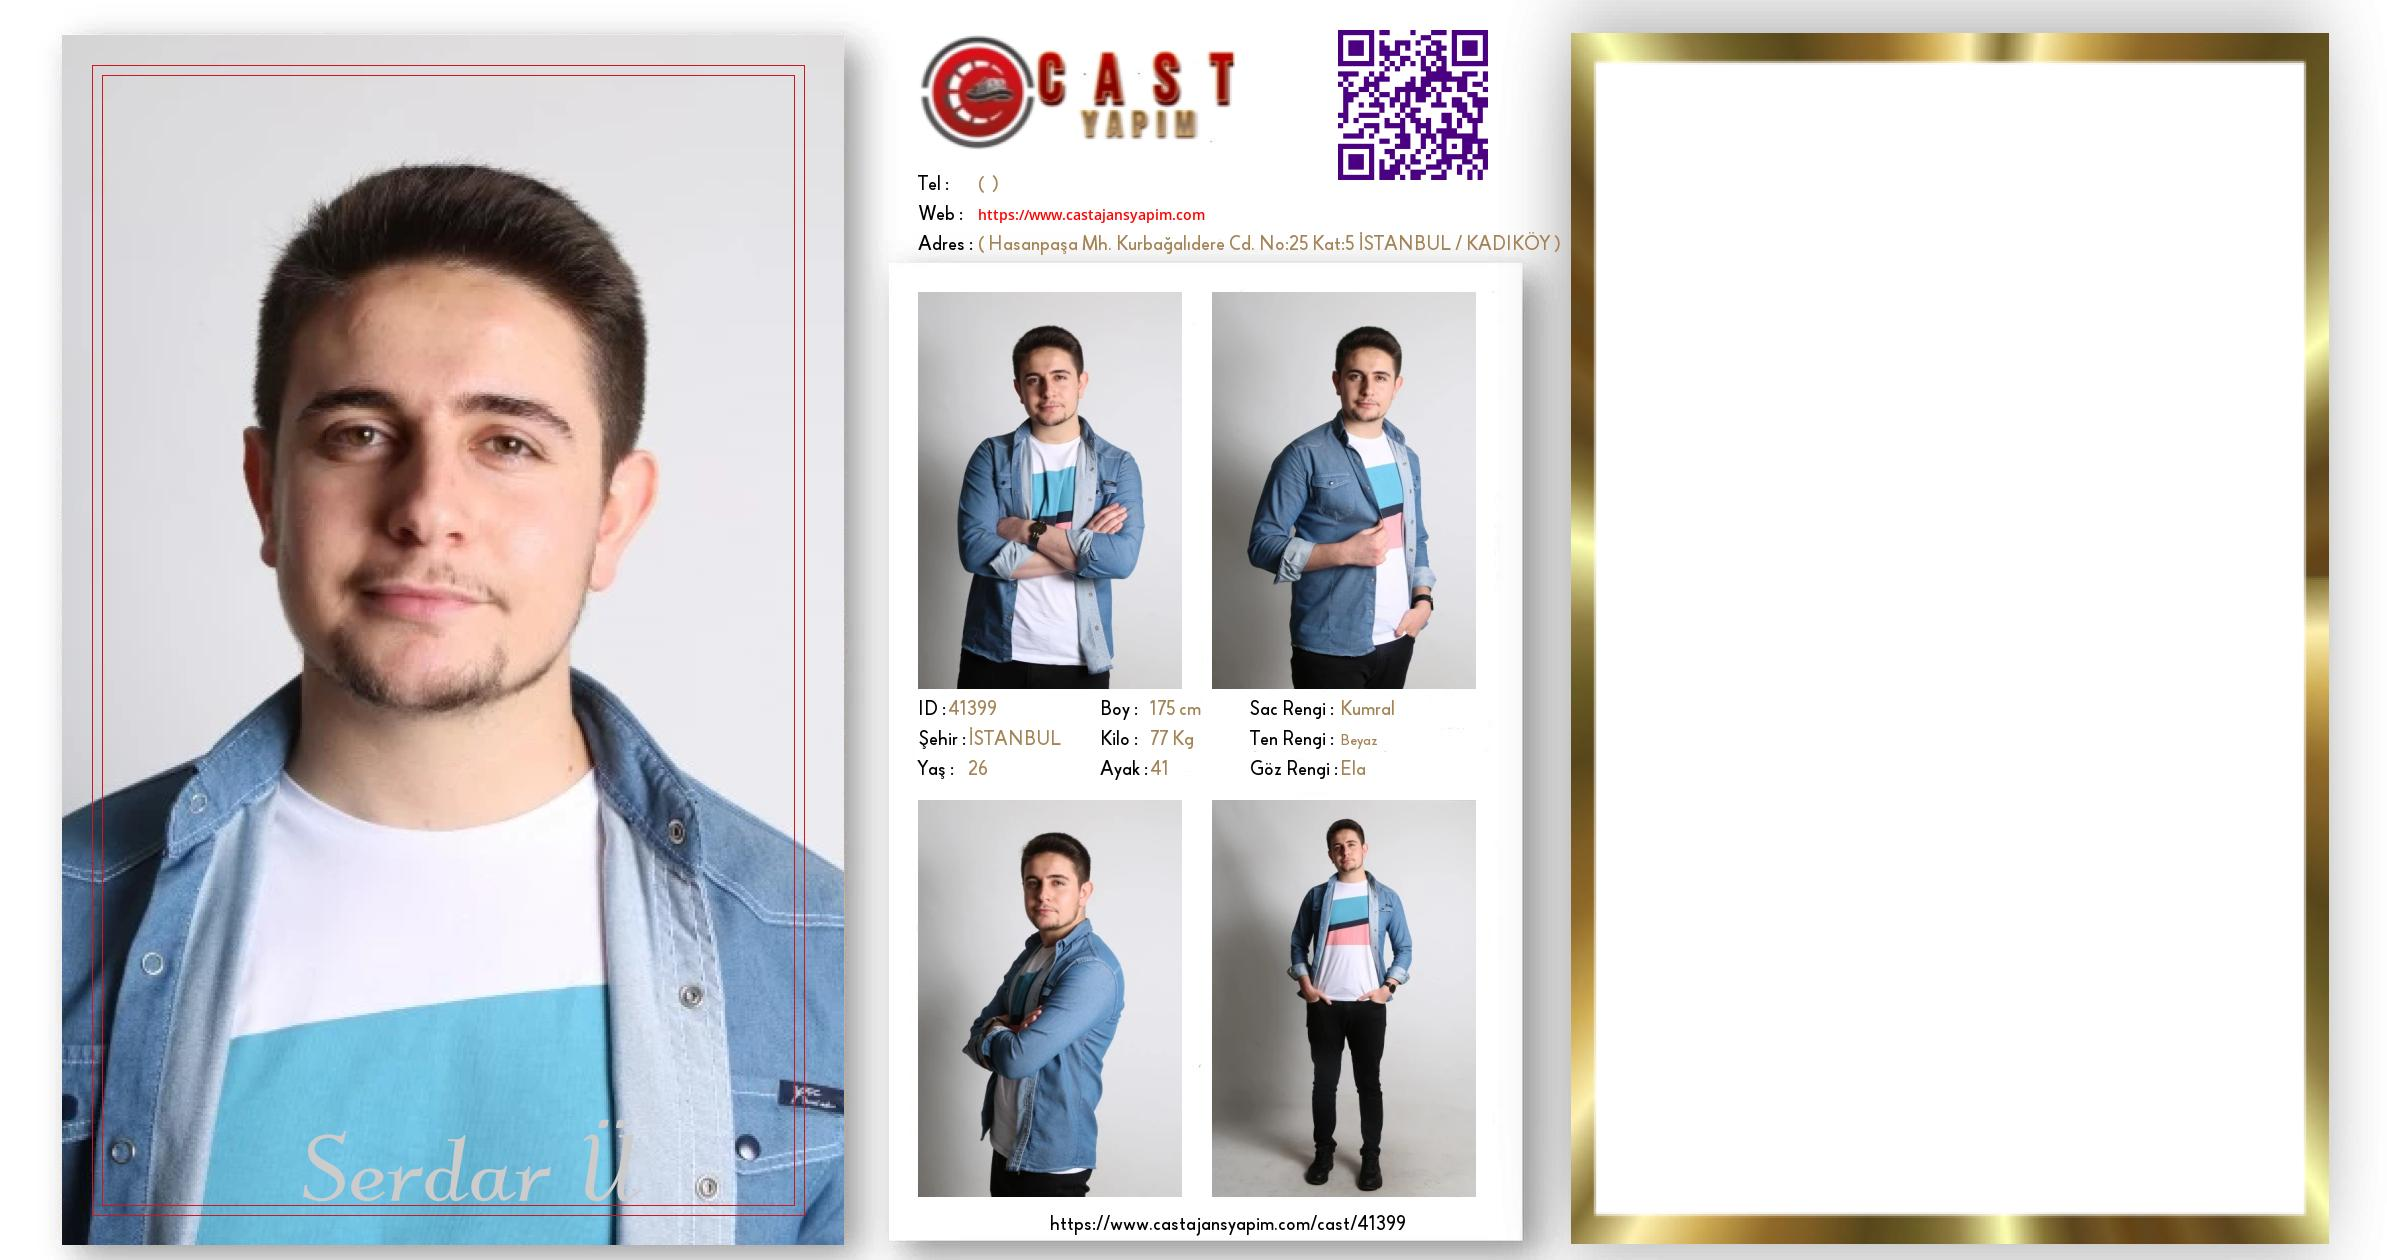 Serdar Ü
CAST
YAPIM
Tel : ( )
Web : https://www.castajansyapim.com
Adres : ( Hasanpaşa Mh. Kurbağalıdere Cd. No:25 Kat:5 İSTANBUL / KADIKÖY )
ID : 41399 Boy : 175 cm Sac Rengi : Kumral
Şehir : İSTANBUL Kilo : 77 Kg Ten Rengi : Beyaz
Yaş : 26 Ayak : 41 Göz Rengi : Ela
https://www.castajansyapim.com/cast/41399